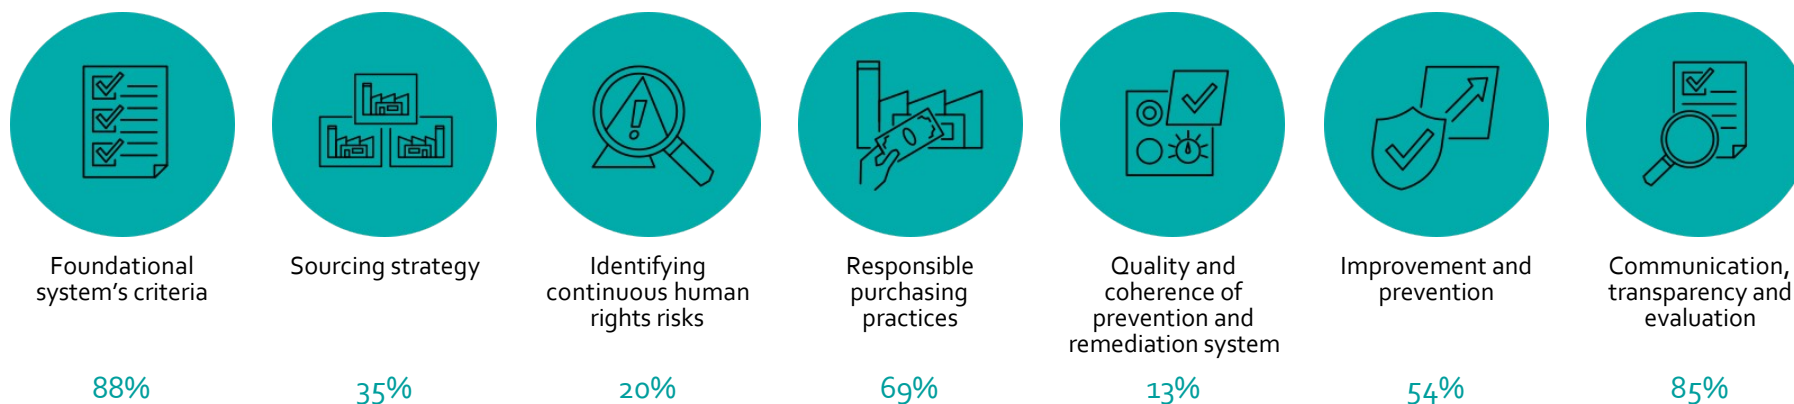 Foundational
system's criteria
88%
Sourcing strategy
35%
Identifying
continuous human
rights risks
20%
Responsible
purchasing
practices
69%
Quality and
coherence of
prevention and
remediation system
13%
Improvement and
prevention
54%
Communication,
transparency and
evaluation
85%